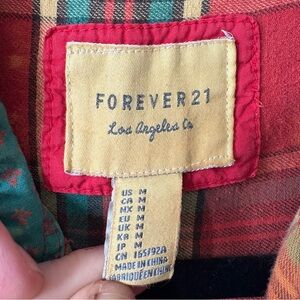 FOREVER 21
Los Angeles Ca
US M
CA M
MX M
EU M
UK M
KR M
JP M
CN 165/92A
MADE IN CHINA
FABRIQUÉ EN CHINE